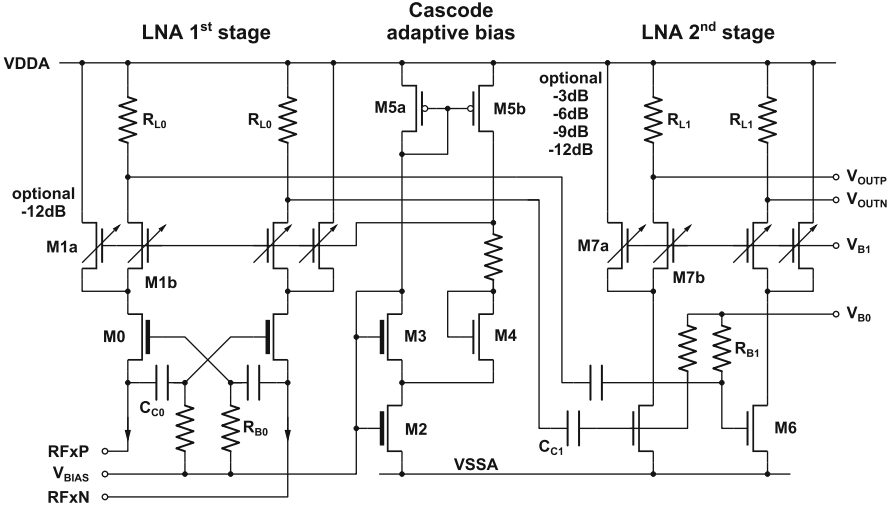 Cascode
adaptive bias
LNA 1st stage
LNA 2nd stage
VDDA
optional
-3dB
-6dB
-9dB
-12dB
M5a
M5b
RL0
RL0
RL1
RL1
VOUTP
VOUTN
optional
-12dB
M1a
M1b
M7a
M7b
VB1
VB0
M0
M3
M4
RB1
CC0
RB0
M2
CC1
M6
RFxP
VBIAS
VSSA
RFxN